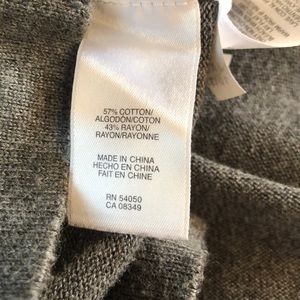 57% COTTON/
ALGODÓN/COTON
43% RAYON/
RAYON/RAYONNE
MADE IN CHINA
HECHO EN CHINA
FAIT EN CHINE
RN 54050
CA 08349